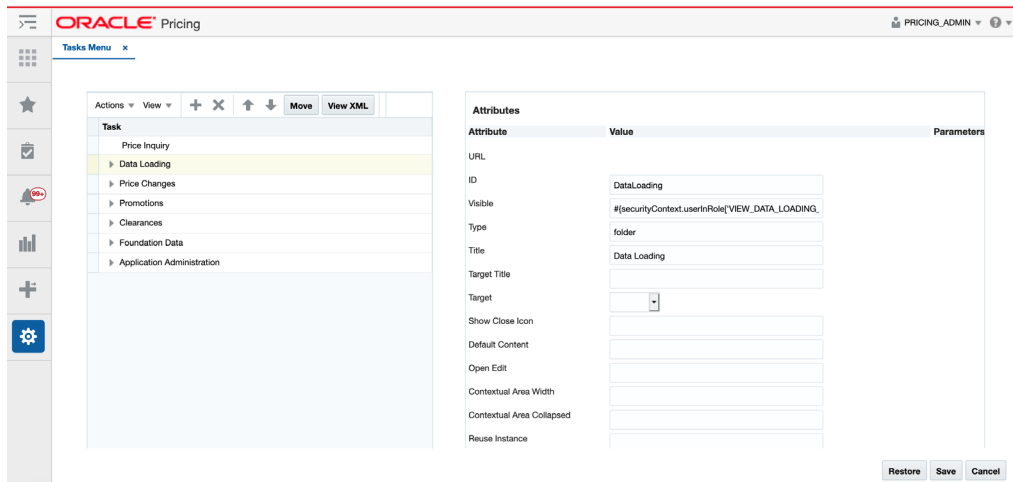 ORACLE® Pricing
PRICING_ADMIN
?
Tasks Menu x
Actions View Move View XML
Task
Price Inquiry
Data Loading
Price Changes
Promotions
Clearances
Foundation Data
Application Administration
99+
Attributes
Attribute Value Parameters
URL
ID DataLoading
Visible #{securityContext.userInRole['VIEW_DATA_LOADING_
Type folder
Title Data Loading
Target Title
Target
Show Close Icon
Default Content
Open Edit
Contextual Area Width
Contextual Area Collapsed
Reuse Instance
Restore Save Cancel